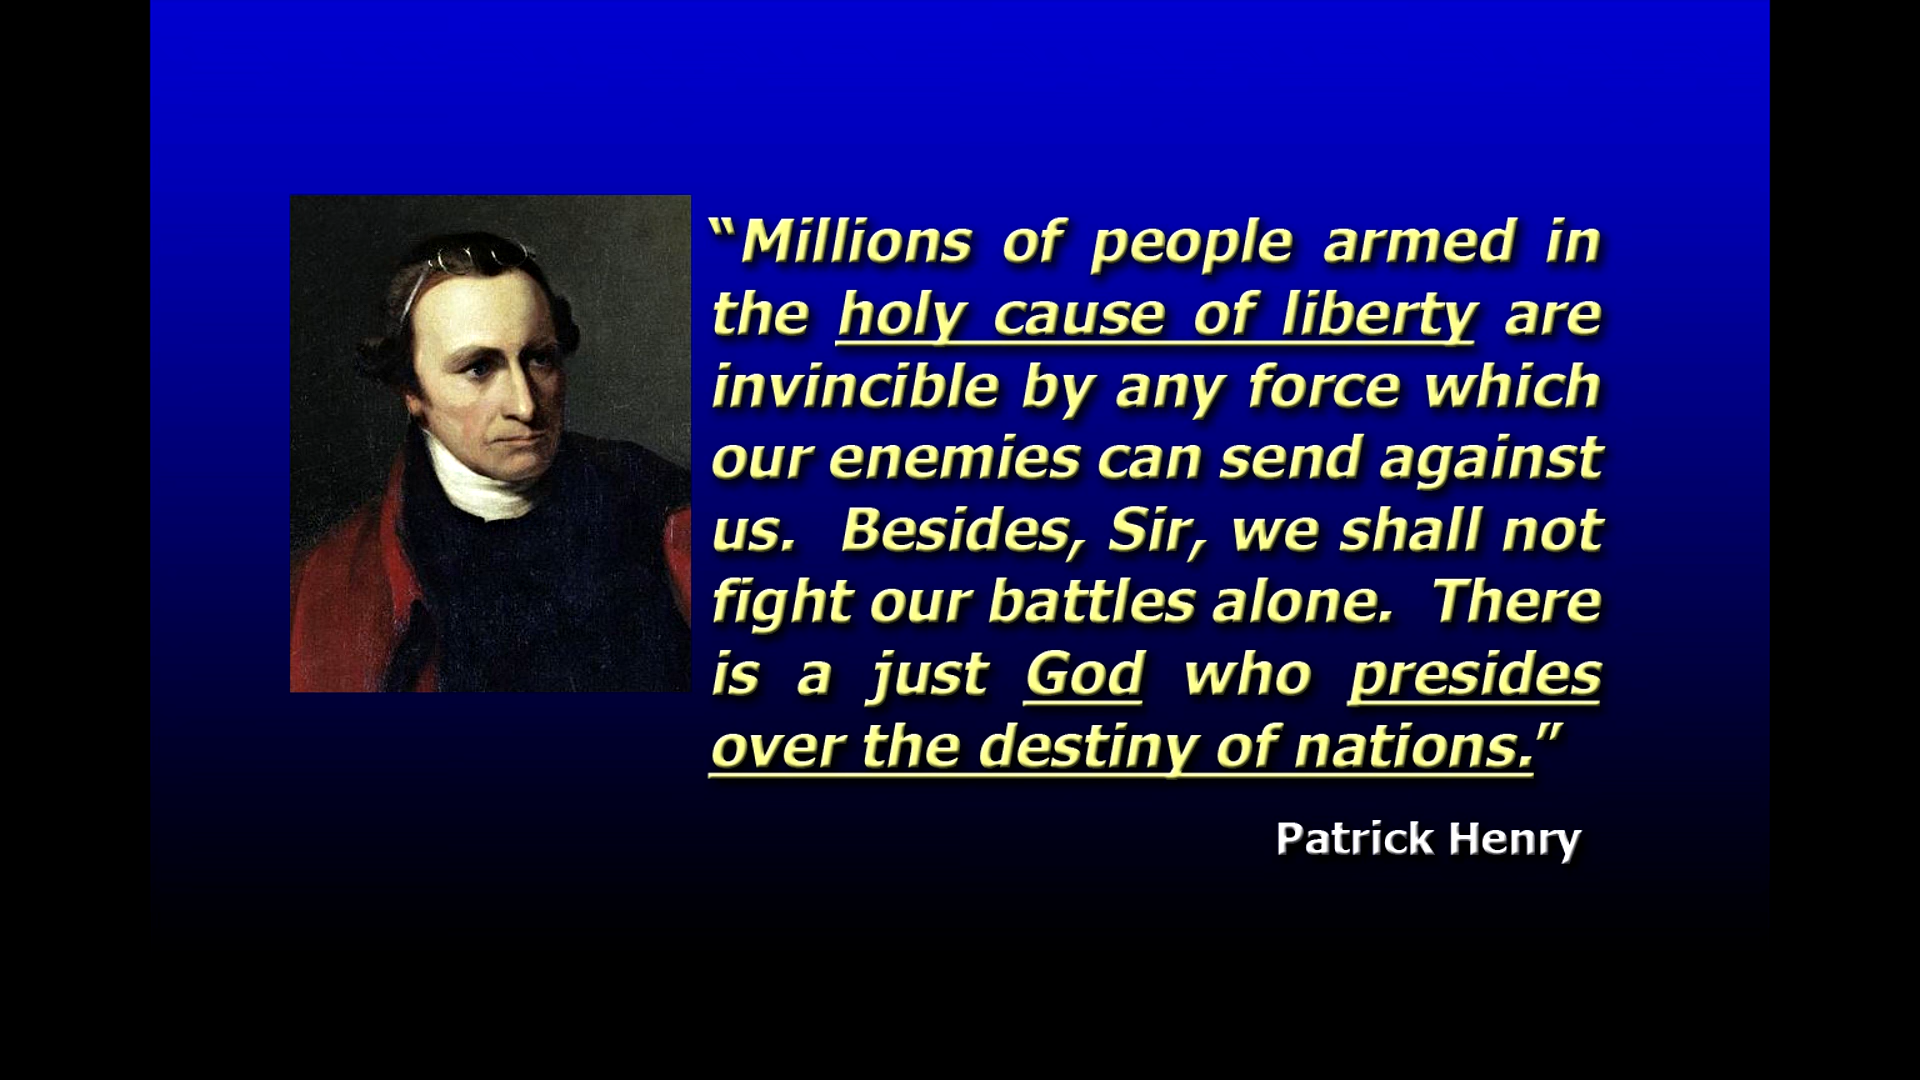 “Millions of people armed in
the holy cause of liberty are
invincible by any force which
our enemies can send against
us. Besides, Sir, we shall not
fight our battles alone. There
is a just God who presides
over the destiny of nations.”
Patrick Henry